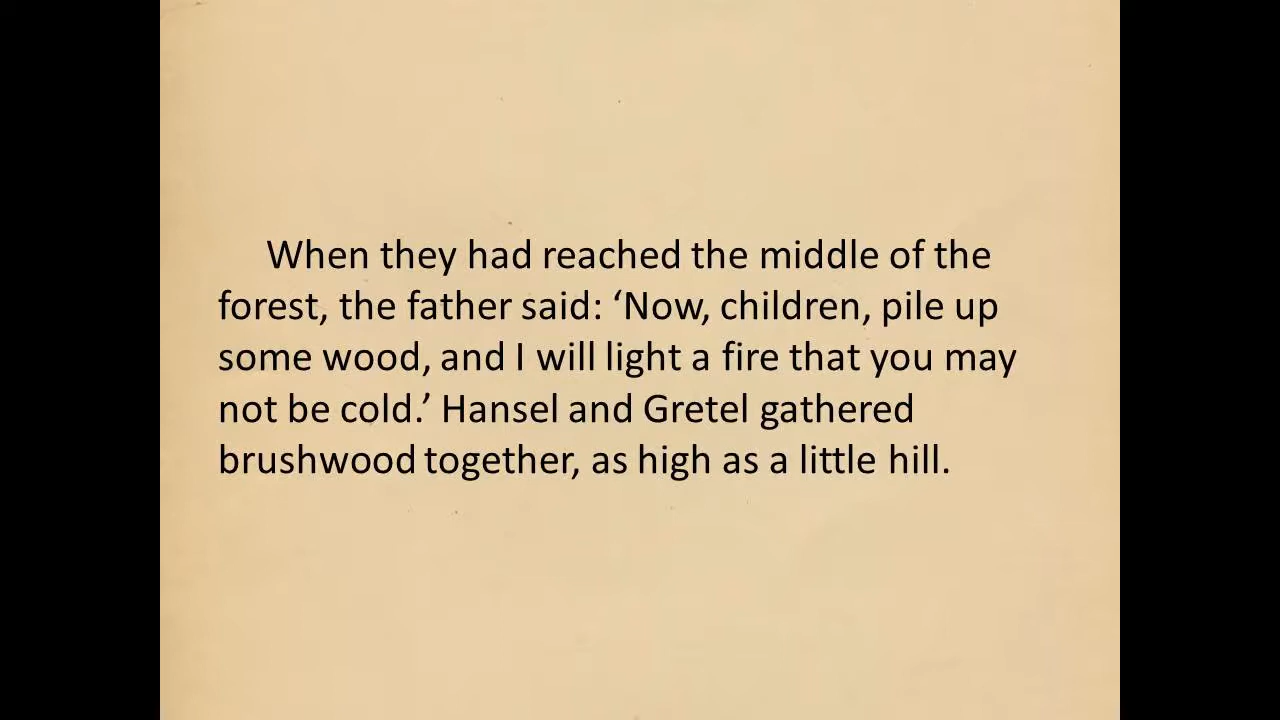 When they had reached the middle of the
forest, the father said: ‘Now, children, pile up
some wood, and I will light a fire that you may
not be cold.’ Hansel and Gretel gathered
brushwood together, as high as a little hill.